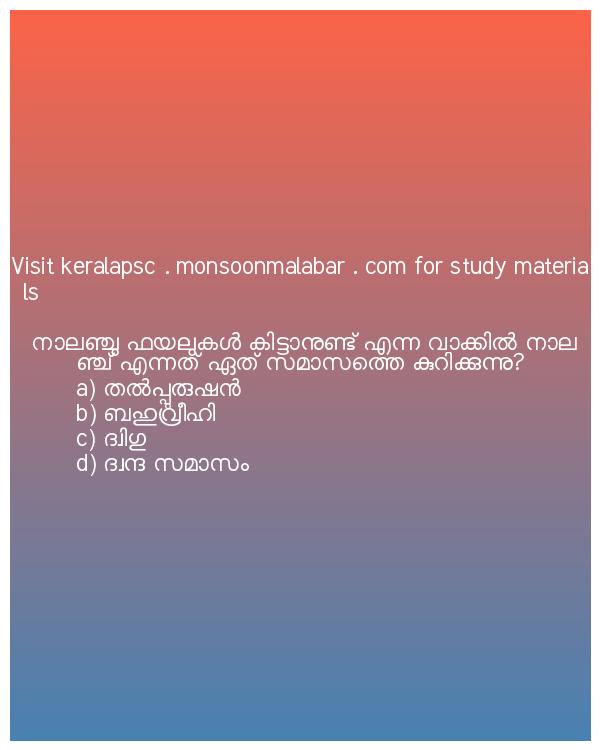 Visit keralapsc . monsoonmalabar . com for study materia
ls
നാലഞ്ചു ഫയലുകൾ കിട്ടാനുണ്ട് എന്ന വാക്കിൽ നാല
ഞ്ച് എന്നത് ഏത് സമാസത്തെ കുറിക്കുന്നു?
a) തൽപ്പുരുഷൻ
b) ബഹുവ്രീഹി
c) ദ്വിഗു
d) ദ്വന്ദ സമാസം